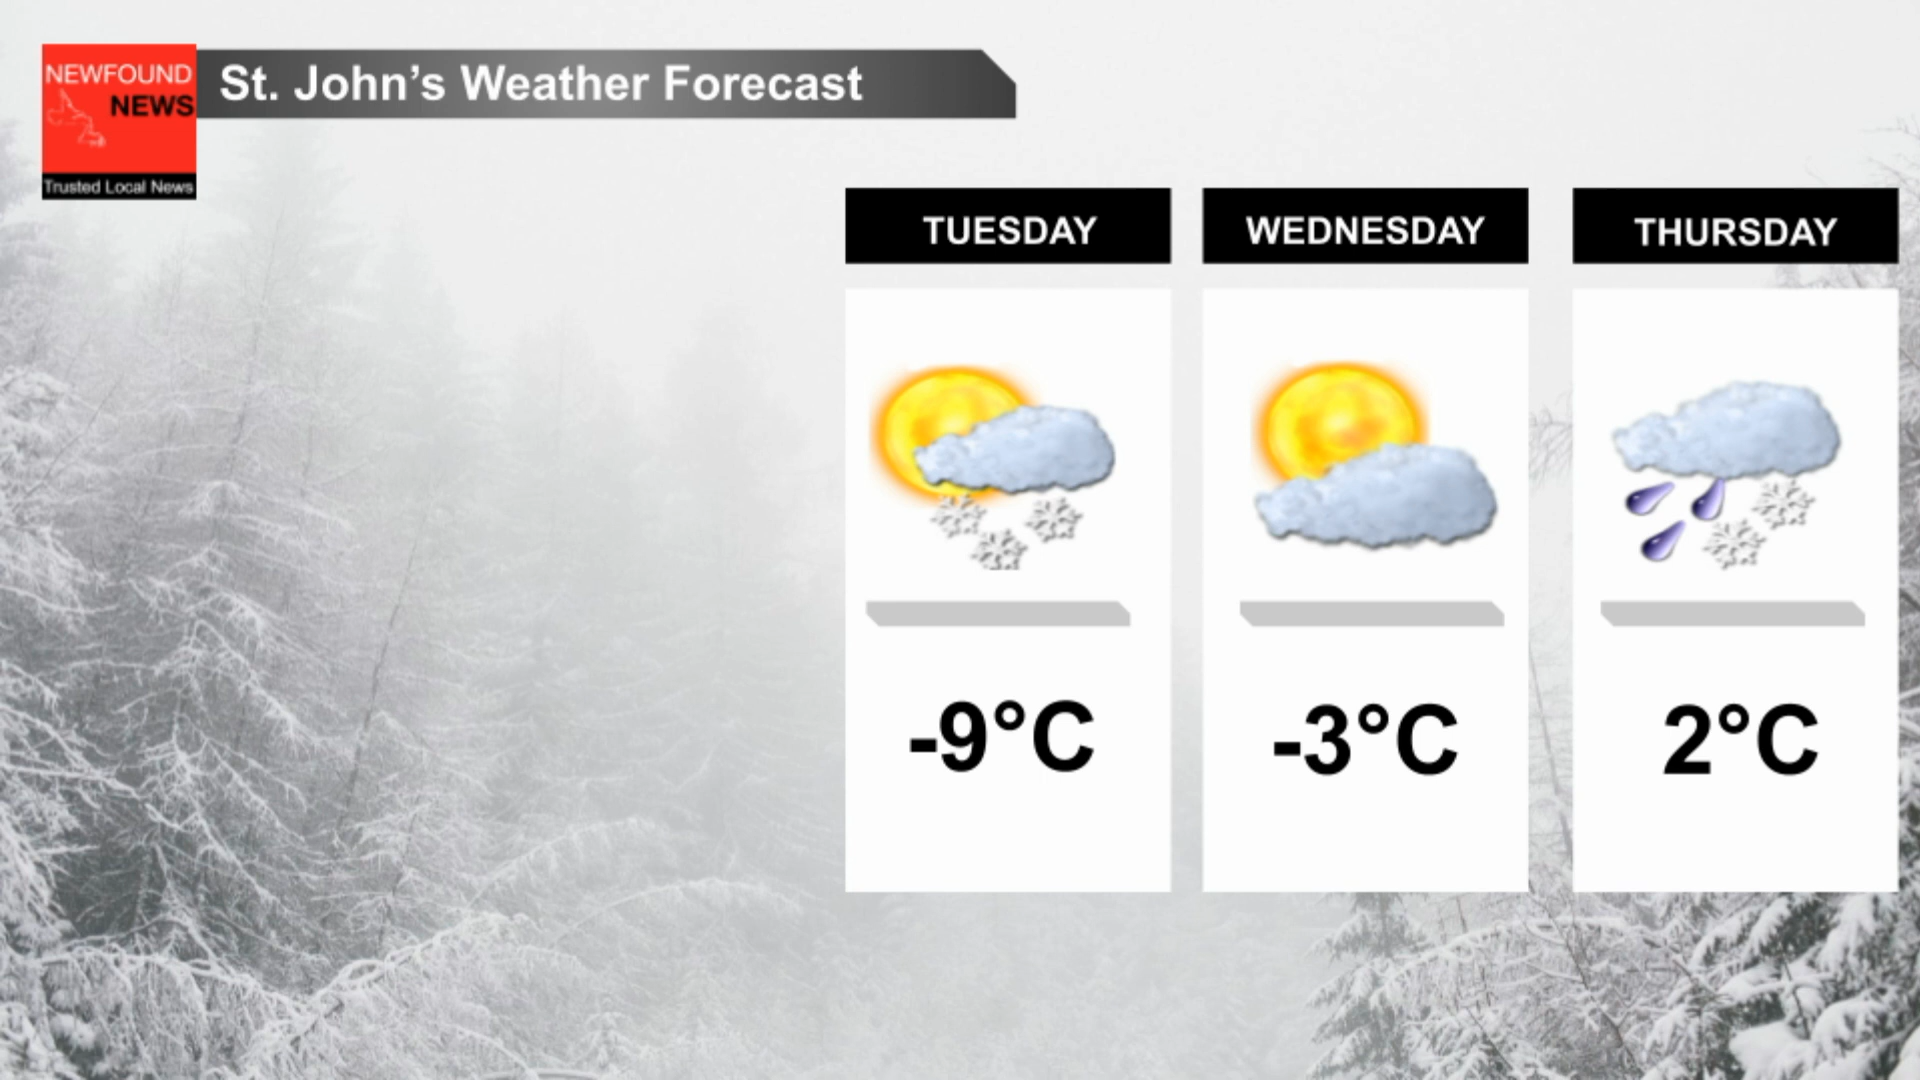 NEWFOUND
NEWS
Trusted Local News
St. John’s Weather Forecast
TUESDAY
WEDNESDAY
THURSDAY
-9°C
-3°C
2°C